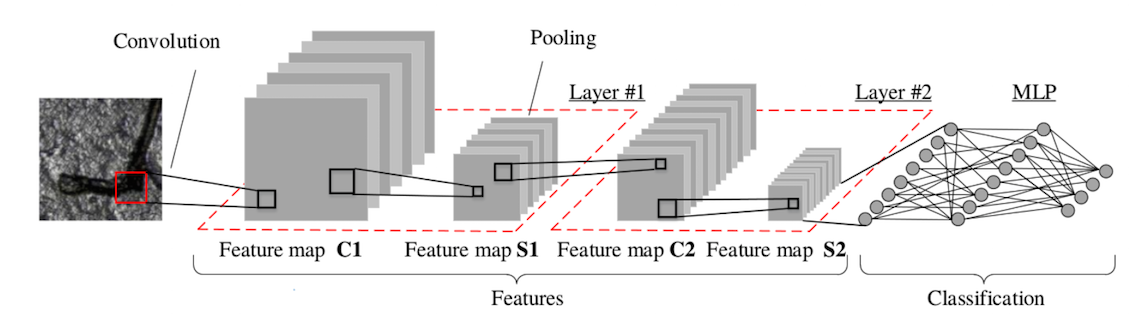 Convolution
Pooling
Layer #1
Layer #2
MLP
Feature map C1
Feature map S1
Feature map C2
Feature map S2
Features
Classification